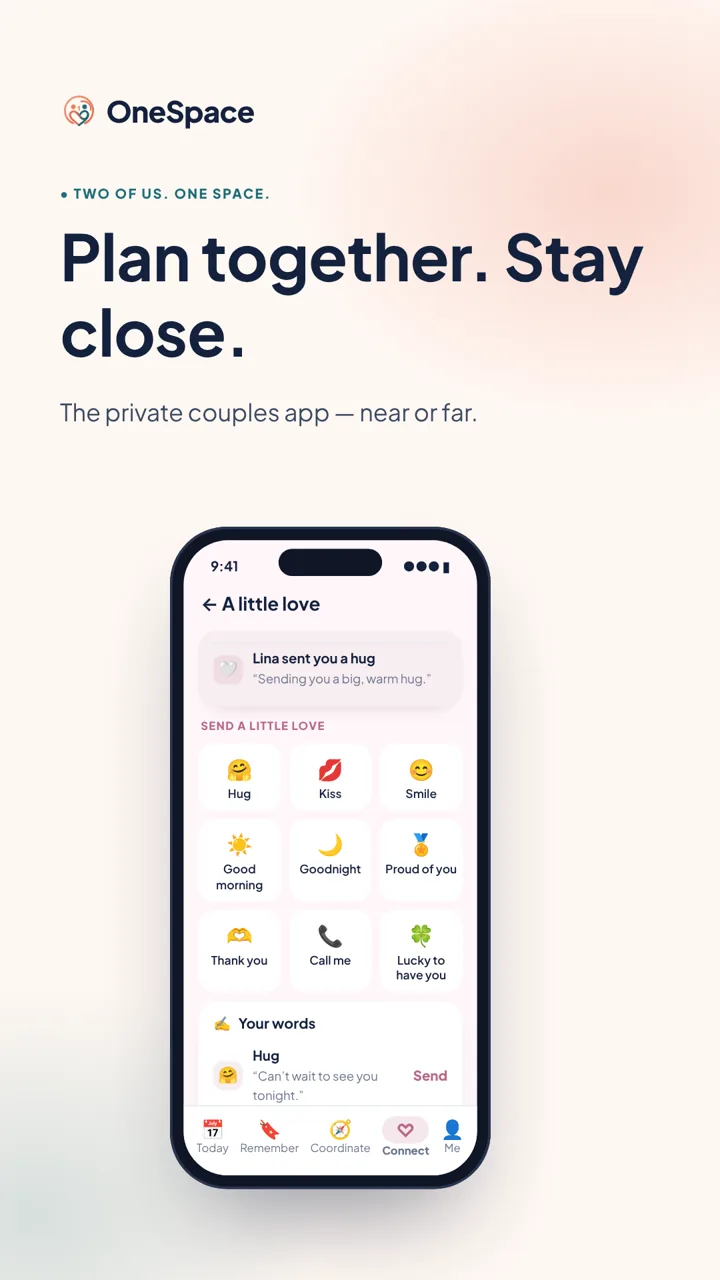 OneSpace
• TWO OF US. ONE SPACE.
Plan together. Stay
close.
The private couples app — near or far.
9:41
← A little love
Lina sent you a hug
“Sending you a big, warm hug.”
SEND A LITTLE LOVE
Hug
Kiss
Smile
Good
morning
Goodnight
Proud of you
Thank you
Call me
Lucky to
have you
Your words
Hug
“Can’t wait to see you
tonight.”
Send
Today
Remember
Coordinate
Connect
Me